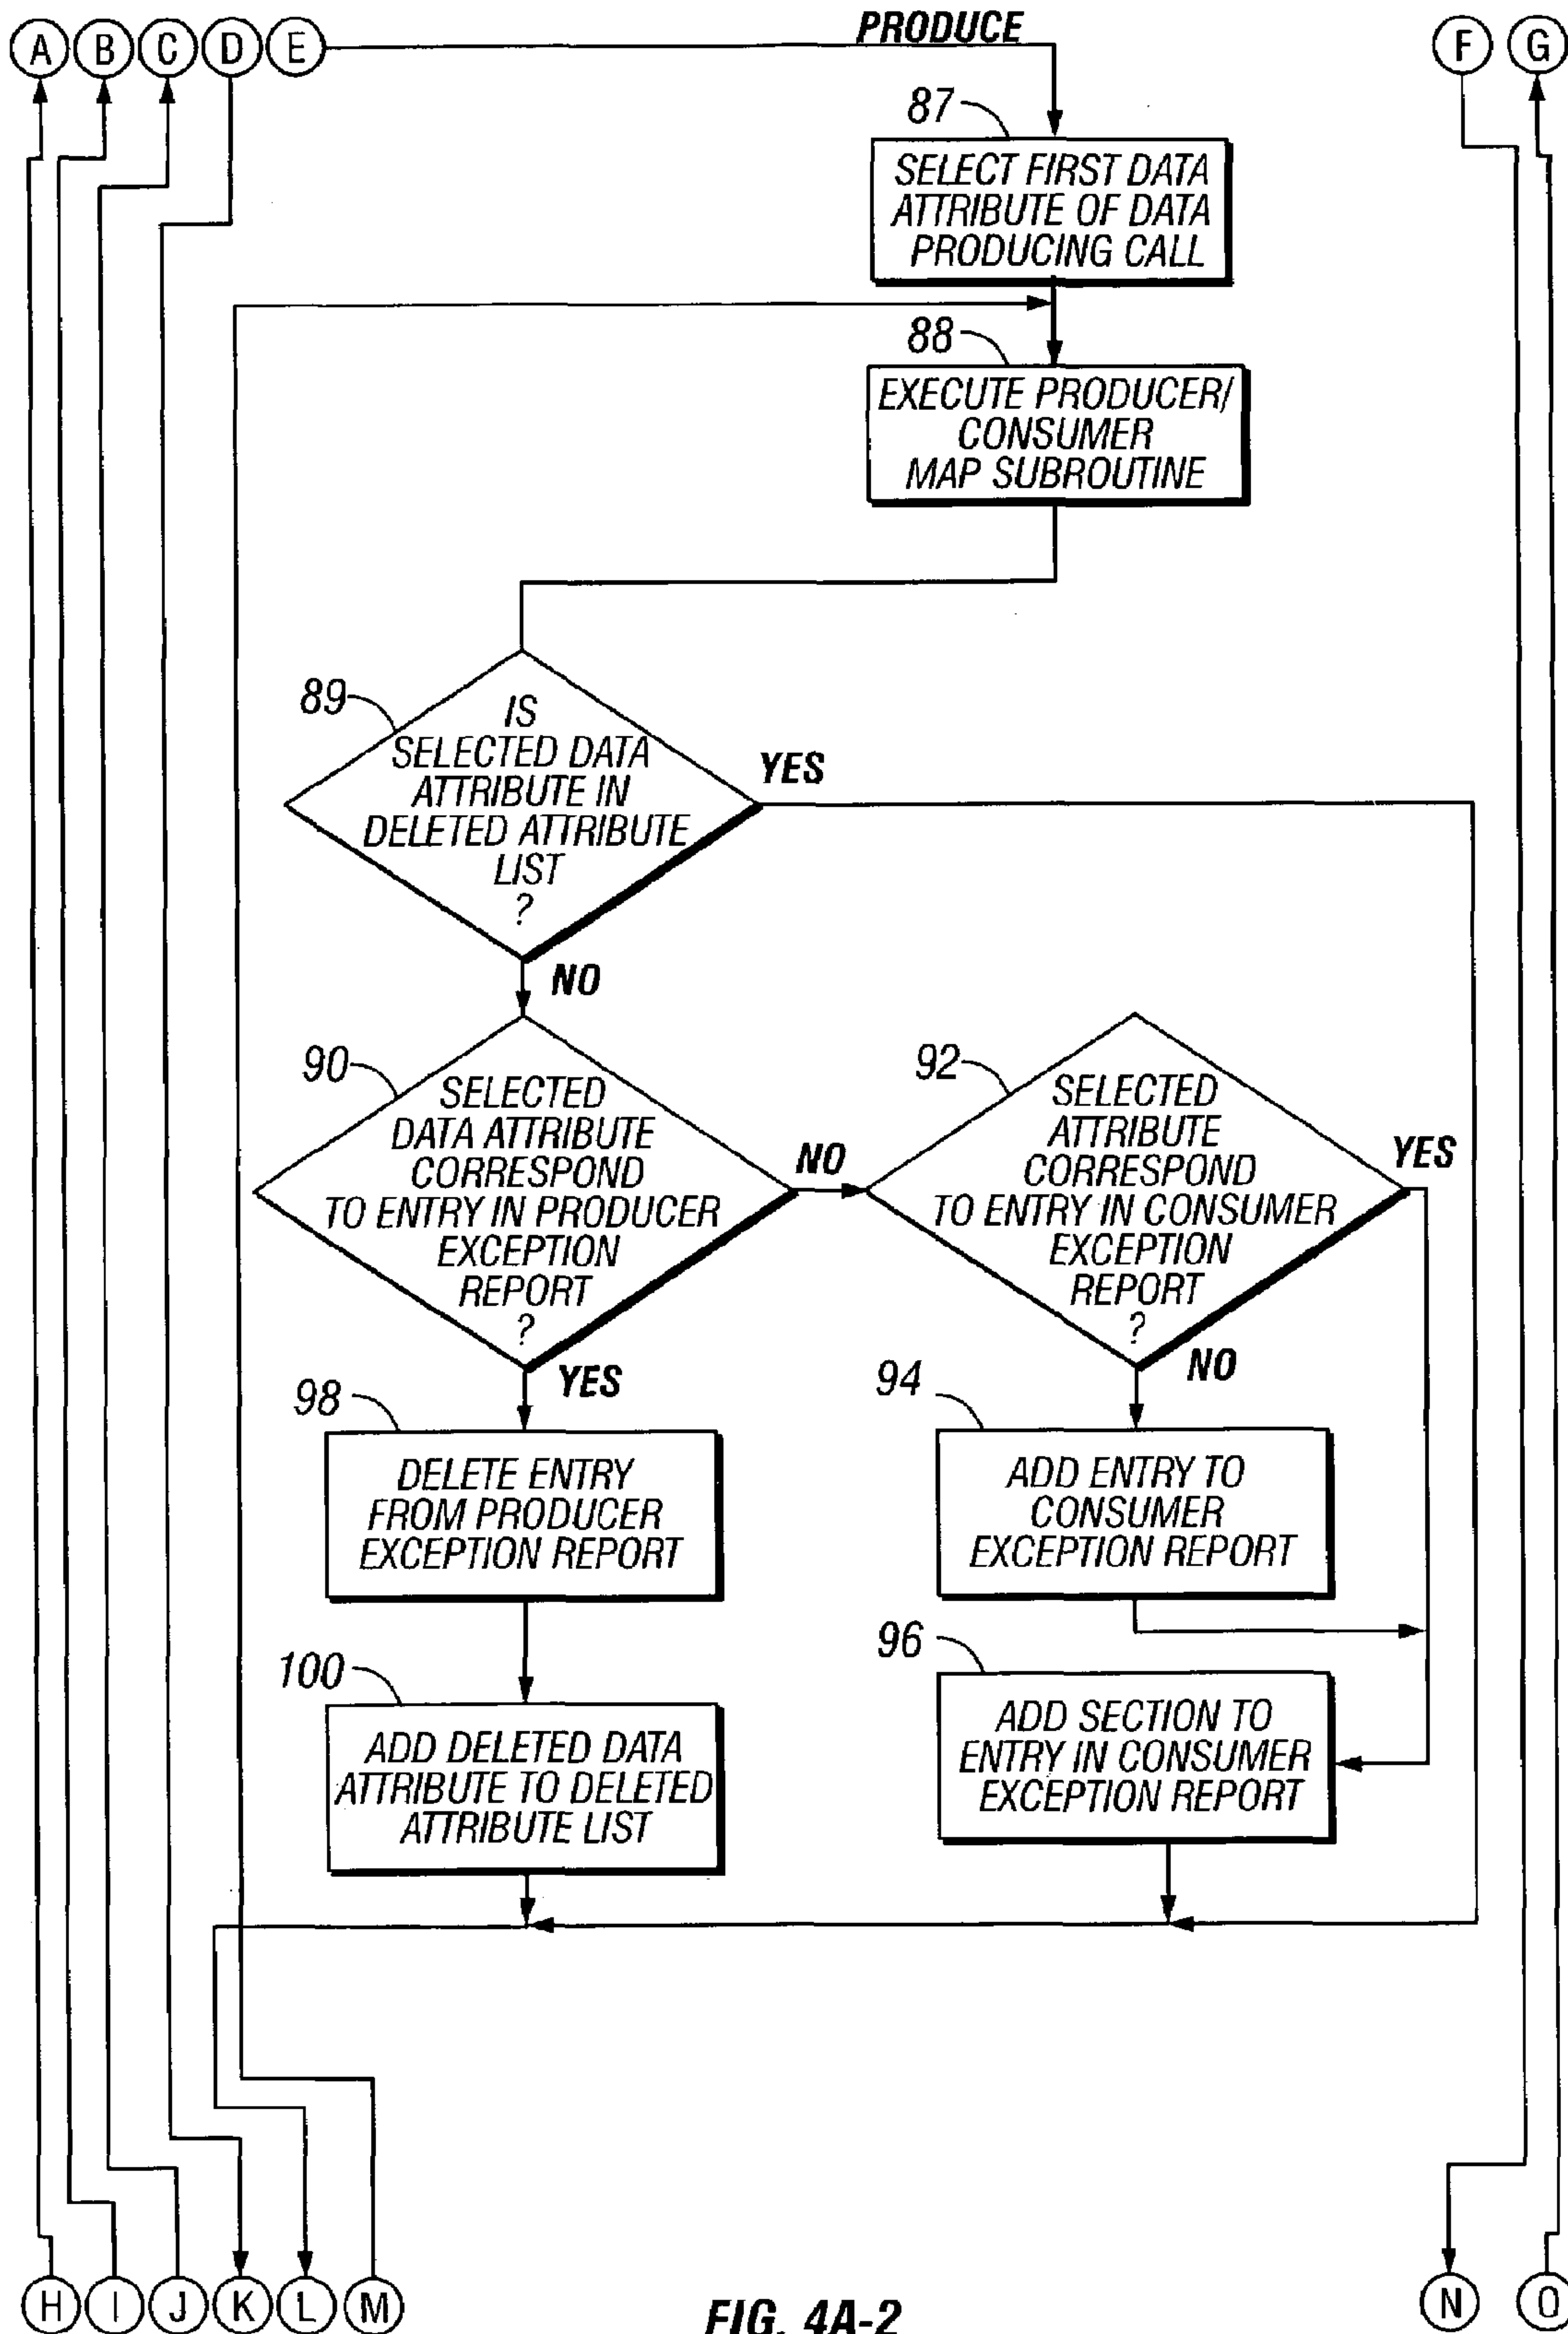 A B C D E PRODUCE F G
87
SELECT FIRST DATA
ATTRIBUTE OF DATA
PRODUCING CALL
88
EXECUTE PRODUCER/
CONSUMER
MAP SUBROUTINE
89
IS
SELECTED DATA
ATTRIBUTE IN
DELETED ATTRIBUTE
LIST
?
YES
NO
90
SELECTED
DATA ATTRIBUTE
CORRESPOND
TO ENTRY IN PRODUCER
EXCEPTION
REPORT
?
NO
YES
92
SELECTED
ATTRIBUTE
CORRESPOND
TO ENTRY IN CONSUMER
EXCEPTION
REPORT
?
YES
NO
98
DELETE ENTRY
FROM PRODUCER
EXCEPTION REPORT
94
ADD ENTRY TO
CONSUMER
EXCEPTION REPORT
100
ADD DELETED DATA
ATTRIBUTE TO DELETED
ATTRIBUTE LIST
96
ADD SECTION TO
ENTRY IN CONSUMER
EXCEPTION REPORT
H I J K L M N O
FIG. 4A-2